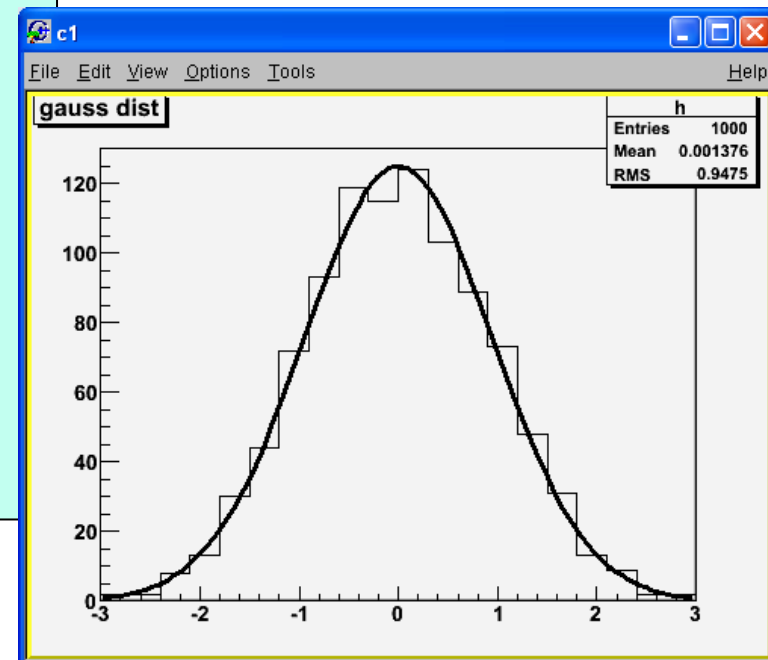 c1
File Edit View Options Tools Help
gauss dist
h
Entries 1000
Mean 0.001376
RMS 0.9475
120
100
80
60
40
20
0
-3 -2 -1 0 1 2 3